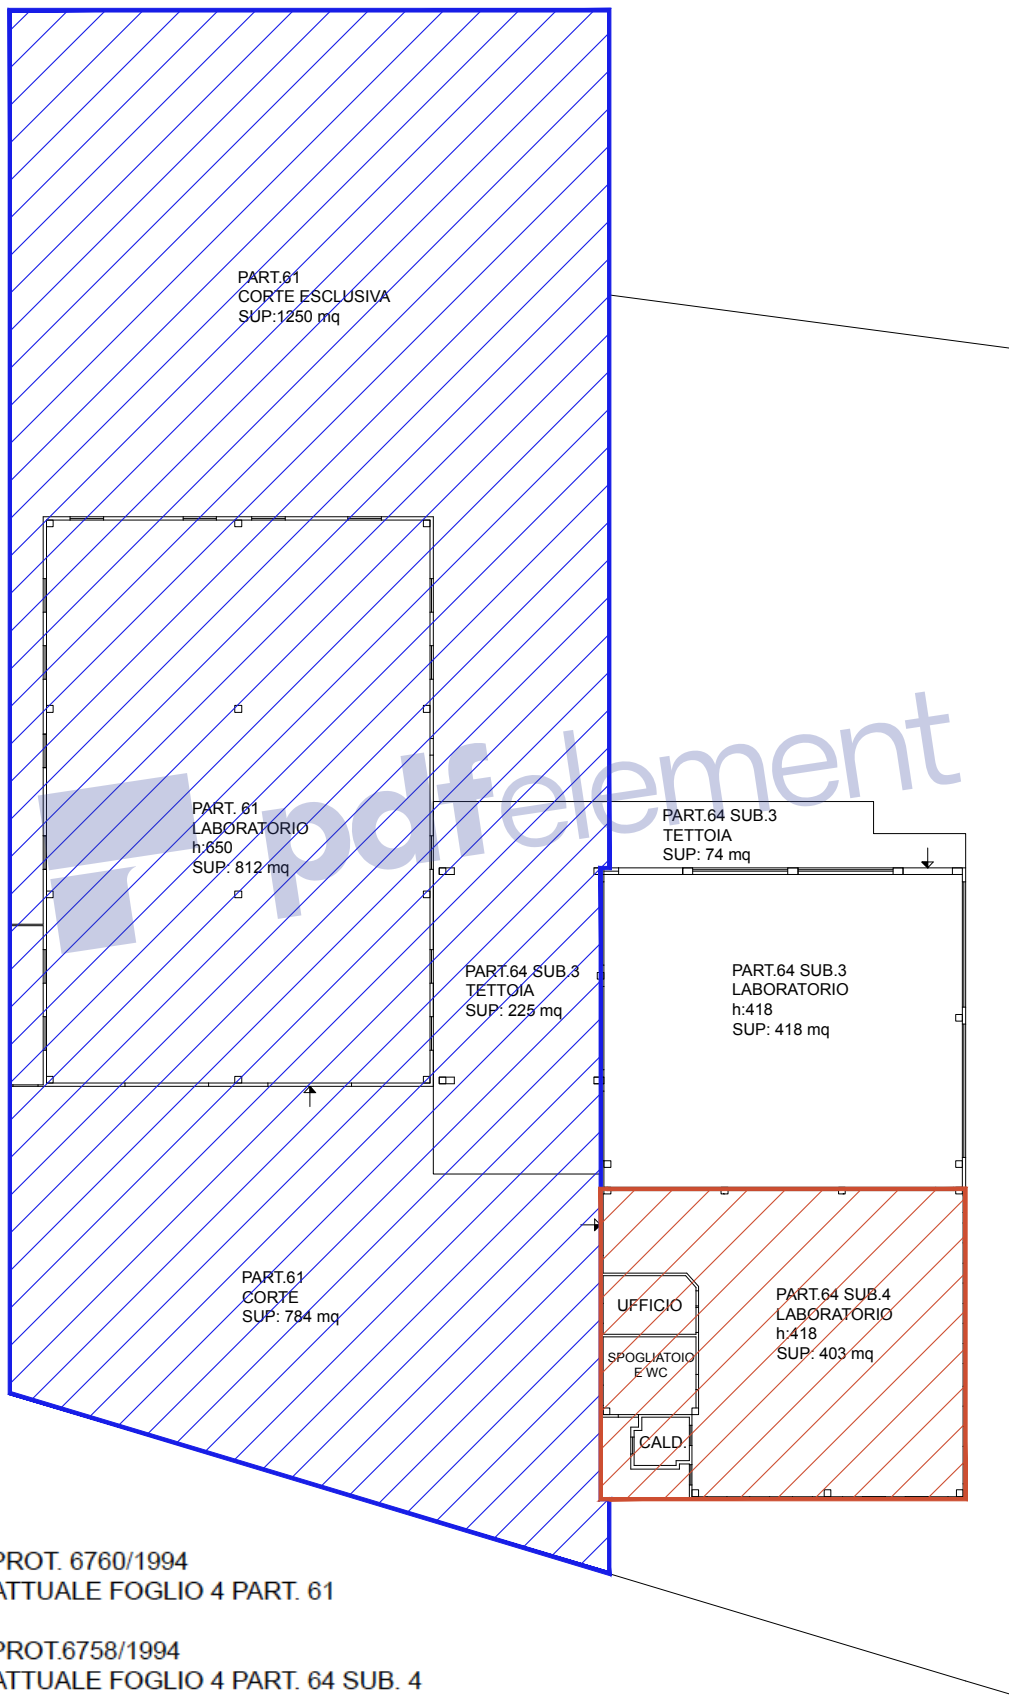 PART.61
CORTE ESCLUSIVA
SUP:1250 mq
pdfelement
PART. 61
LABORATORIO
h:650
SUP: 812 mq
PART.64 SUB.3
TETTOIA
SUP: 74 mq
PART.64 SUB.3
TETTOIA
SUP: 225 mq
PART.64 SUB.3
LABORATORIO
h:418
SUP: 418 mq
PART.61
CORTE
SUP: 784 mq
UFFICIO
SPOGLIATOIO
E WC
CALD.
PART.64 SUB.4
LABORATORIO
h:418
SUP: 403 mq
PROT. 6760/1994
ATTUALE FOGLIO 4 PART. 61
PROT.6758/1994
ATTUALE FOGLIO 4 PART. 64 SUB. 4